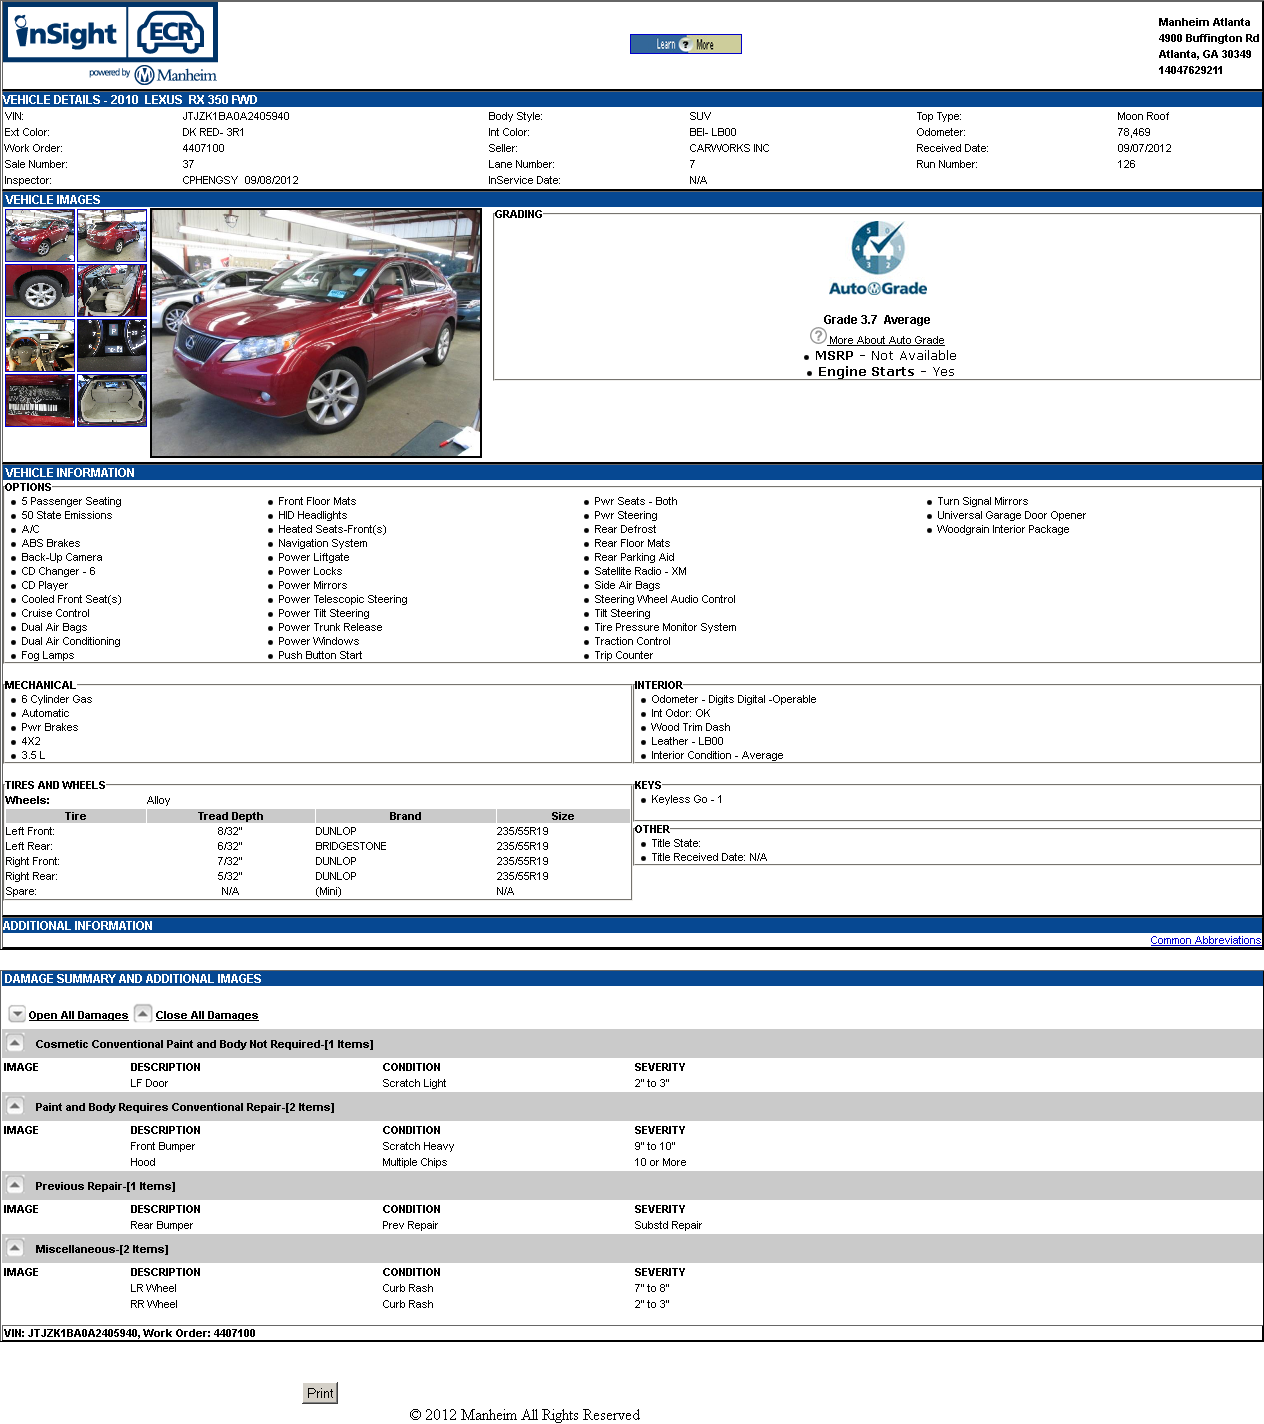 inSight ECR
powered by Manheim
Learn ? More
Manheim Atlanta
4900 Buffington Rd
Atlanta, GA 30349
14047629211
VEHICLE DETAILS - 2010 LEXUS RX 350 FWD
VIN: JTJZK1BA0A2405940 Body Style: SUV Top Type: Moon Roof
Ext Color: DK RED- 3R1 Int Color: BEI- LB00 Odometer: 78,469
Work Order: 4407100 Seller: CARWORKS INC Received Date: 09/07/2012
Sale Number: 37 Lane Number: 7 Run Number: 126
Inspector: CPHENGSY 09/08/2012 InService Date: N/A
VEHICLE IMAGES
GRADING
5 0 4 1 3 2
Auto Grade
Grade 3.7 Average
? More About Auto Grade
• MSRP - Not Available
• Engine Starts - Yes
VEHICLE INFORMATION
OPTIONS
• 5 Passenger Seating • Front Floor Mats • Pwr Seats - Both • Turn Signal Mirrors
• 50 State Emissions • HID Headlights • Pwr Steering • Universal Garage Door Opener
• A/C • Heated Seats-Front(s) • Rear Defrost • Woodgrain Interior Package
• ABS Brakes • Navigation System • Rear Floor Mats
• Back-Up Camera • Power Liftgate • Rear Parking Aid
• CD Changer - 6 • Power Locks • Satellite Radio - XM
• CD Player • Power Mirrors • Side Air Bags
• Cooled Front Seat(s) • Power Telescopic Steering • Steering Wheel Audio Control
• Cruise Control • Power Tilt Steering • Tilt Steering
• Dual Air Bags • Power Trunk Release • Tire Pressure Monitor System
• Dual Air Conditioning • Power Windows • Traction Control
• Fog Lamps • Push Button Start • Trip Counter
MECHANICAL
• 6 Cylinder Gas
• Automatic
• Pwr Brakes
• 4X2
• 3.5 L
INTERIOR
• Odometer - Digits Digital -Operable
• Int Odor: OK
• Wood Trim Dash
• Leather - LB00
• Interior Condition - Average
TIRES AND WHEELS
Wheels: Alloy
Tire Tread Depth Brand Size
Left Front: 8/32" DUNLOP 235/55R19
Left Rear: 6/32" BRIDGESTONE 235/55R19
Right Front: 7/32" DUNLOP 235/55R19
Right Rear: 5/32" DUNLOP 235/55R19
Spare: N/A (Mini) N/A
KEYS
• Keyless Go - 1
OTHER
• Title State:
• Title Received Date: N/A
ADDITIONAL INFORMATION
Common Abbreviations
DAMAGE SUMMARY AND ADDITIONAL IMAGES
Open All Damages Close All Damages
Cosmetic Conventional Paint and Body Not Required-[1 Items]
IMAGE DESCRIPTION CONDITION SEVERITY
LF Door Scratch Light 2" to 3"
Paint and Body Requires Conventional Repair-[2 Items]
IMAGE DESCRIPTION CONDITION SEVERITY
Front Bumper Scratch Heavy 9" to 10"
Hood Multiple Chips 10 or More
Previous Repair-[1 Items]
IMAGE DESCRIPTION CONDITION SEVERITY
Rear Bumper Prev Repair Substd Repair
Miscellaneous-[2 Items]
IMAGE DESCRIPTION CONDITION SEVERITY
LR Wheel Curb Rash 7" to 8"
RR Wheel Curb Rash 2" to 3"
VIN: JTJZK1BA0A2405940, Work Order: 4407100
Print
© 2012 Manheim All Rights Reserved